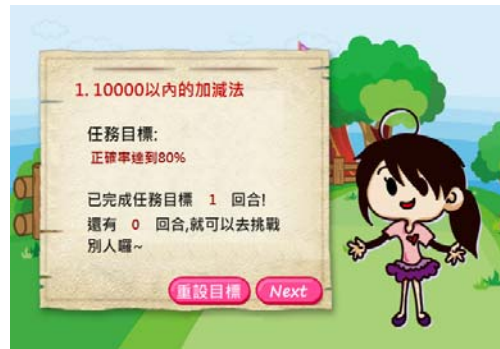 1. 10000以內的加減法
任務目標:
正確率達到80%
已完成任務目標 1 回合!
還有 0 回合,就可以去挑戰
別人囉~
重設目標 Next